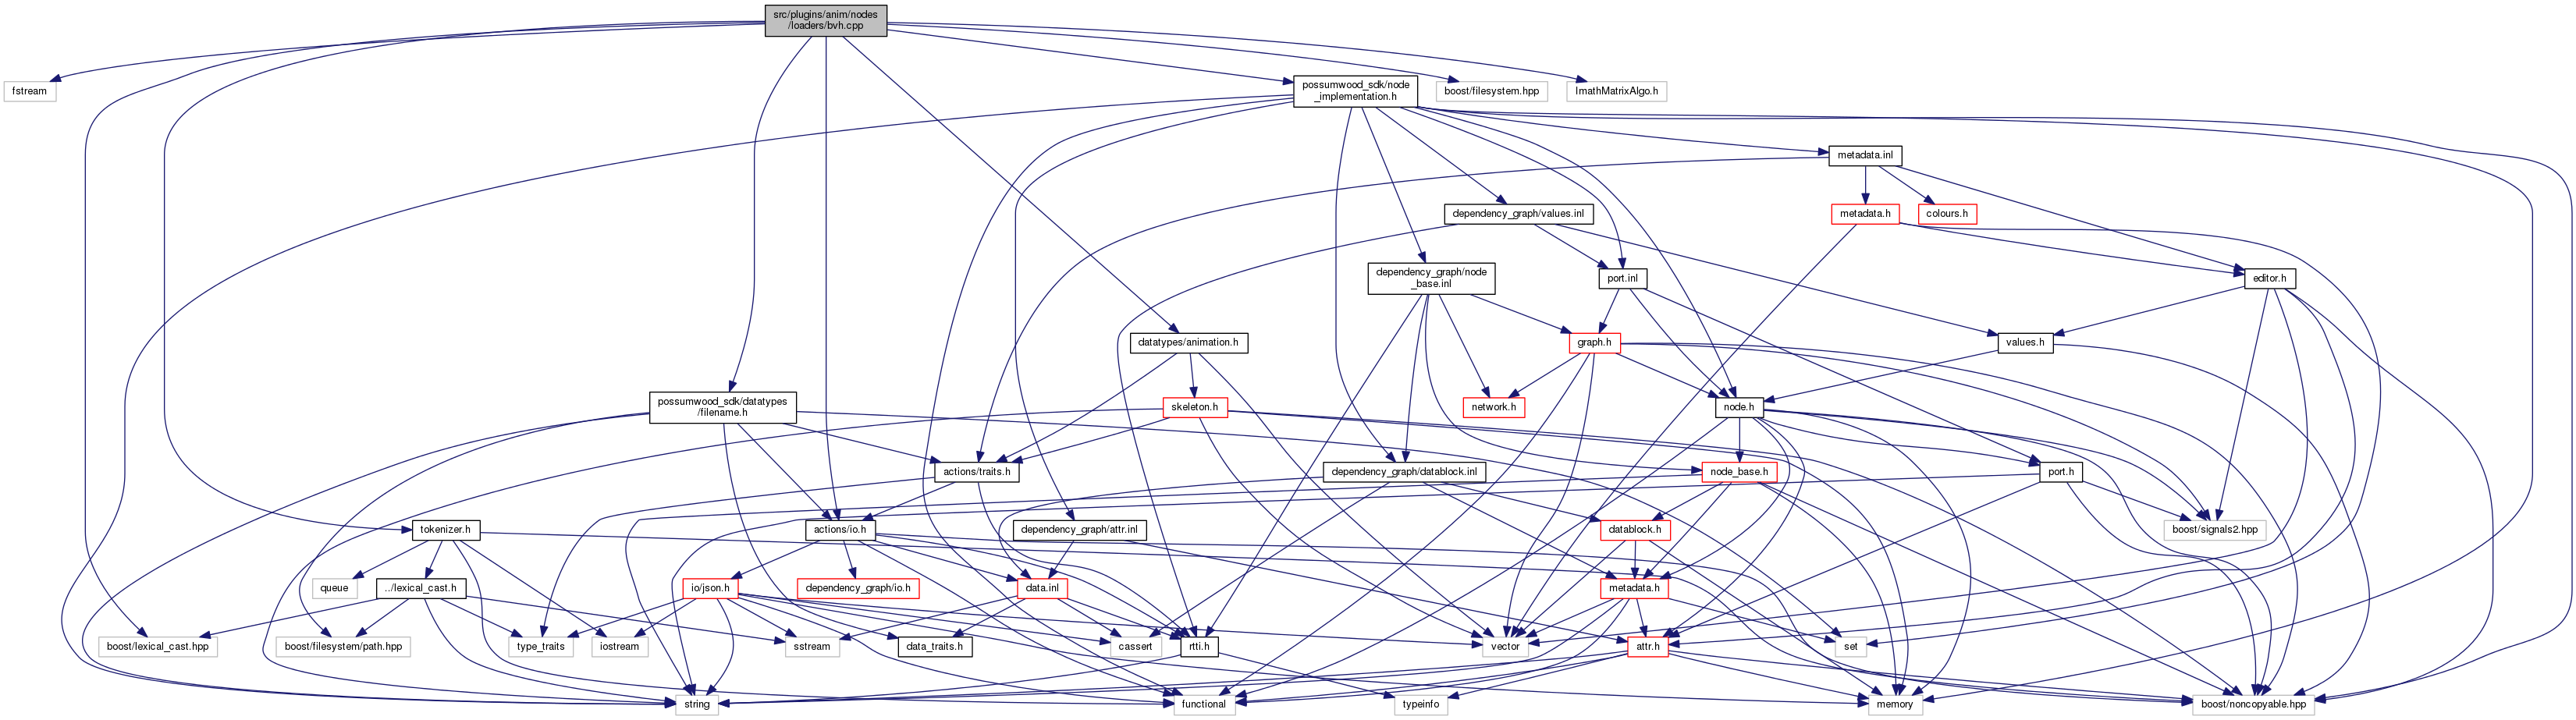 src/plugins/anim/nodes
/loaders/bvh.cpp
fstream
possumwood_sdk/node
_implementation.h
boost/filesystem.hpp
ImathMatrixAlgo.h
metadata.inl
dependency_graph/values.inl
metadata.h
colours.h
dependency_graph/node
_base.inl
port.inl
editor.h
datatypes/animation.h
graph.h
values.h
possumwood_sdk/datatypes
/filename.h
skeleton.h
network.h
node.h
actions/traits.h
dependency_graph/datablock.inl
node_base.h
port.h
tokenizer.h
actions/io.h
dependency_graph/attr.inl
datablock.h
boost/signals2.hpp
queue
../lexical_cast.h
io/json.h
dependency_graph/io.h
data.inl
metadata.h
boost/lexical_cast.hpp
boost/filesystem/path.hpp
type_traits
iostream
sstream
data_traits.h
cassert
rtti.h
vector
attr.h
set
string
functional
typeinfo
memory
boost/noncopyable.hpp